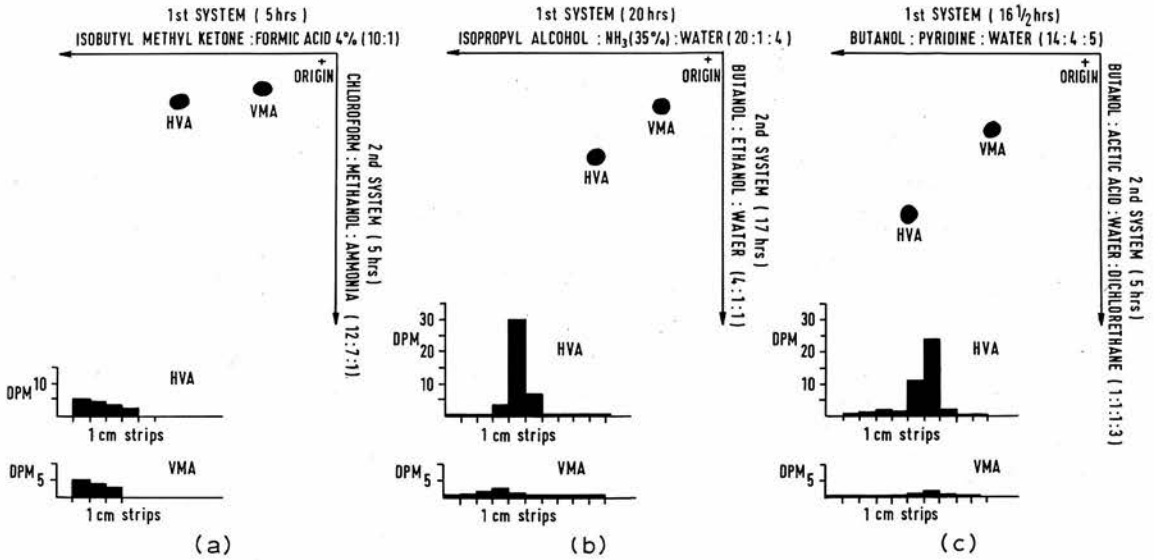 1st SYSTEM ( 5 hrs )
ISOBUTYL METHYL KETONE : FORMIC ACID 4% (10:1)
+
ORIGIN
HVA
VMA
CHLOROFORM : METHANOL : AMMONIA ( 12:7:1 )
2nd SYSTEM ( 5 hrs )
DPM 10
HVA
1 cm strips
DPM 5
VMA
1 cm strips
(a)
1st SYSTEM ( 20 hrs )
ISOPROPYL ALCOHOL : NH3 (35%) : WATER ( 20:1:4 )
+
ORIGIN
VMA
HVA
BUTANOL : ETHANOL : WATER ( 4:1:1 )
2nd SYSTEM ( 17 hrs )
30
DPM
20
10
HVA
1 cm strips
DPM 5
VMA
1 cm strips
(b)
1st SYSTEM ( 16 1/2 hrs )
BUTANOL : PYRIDINE : WATER ( 14:4:5 )
+
ORIGIN
VMA
HVA
BUTANOL : ACETIC ACID : WATER : DICHLORETHANE ( 1:1:1:3 )
2nd SYSTEM ( 5 hrs )
30
DPM
20
10
HVA
1 cm strips
DPM 5
VMA
1 cm strips
(c)